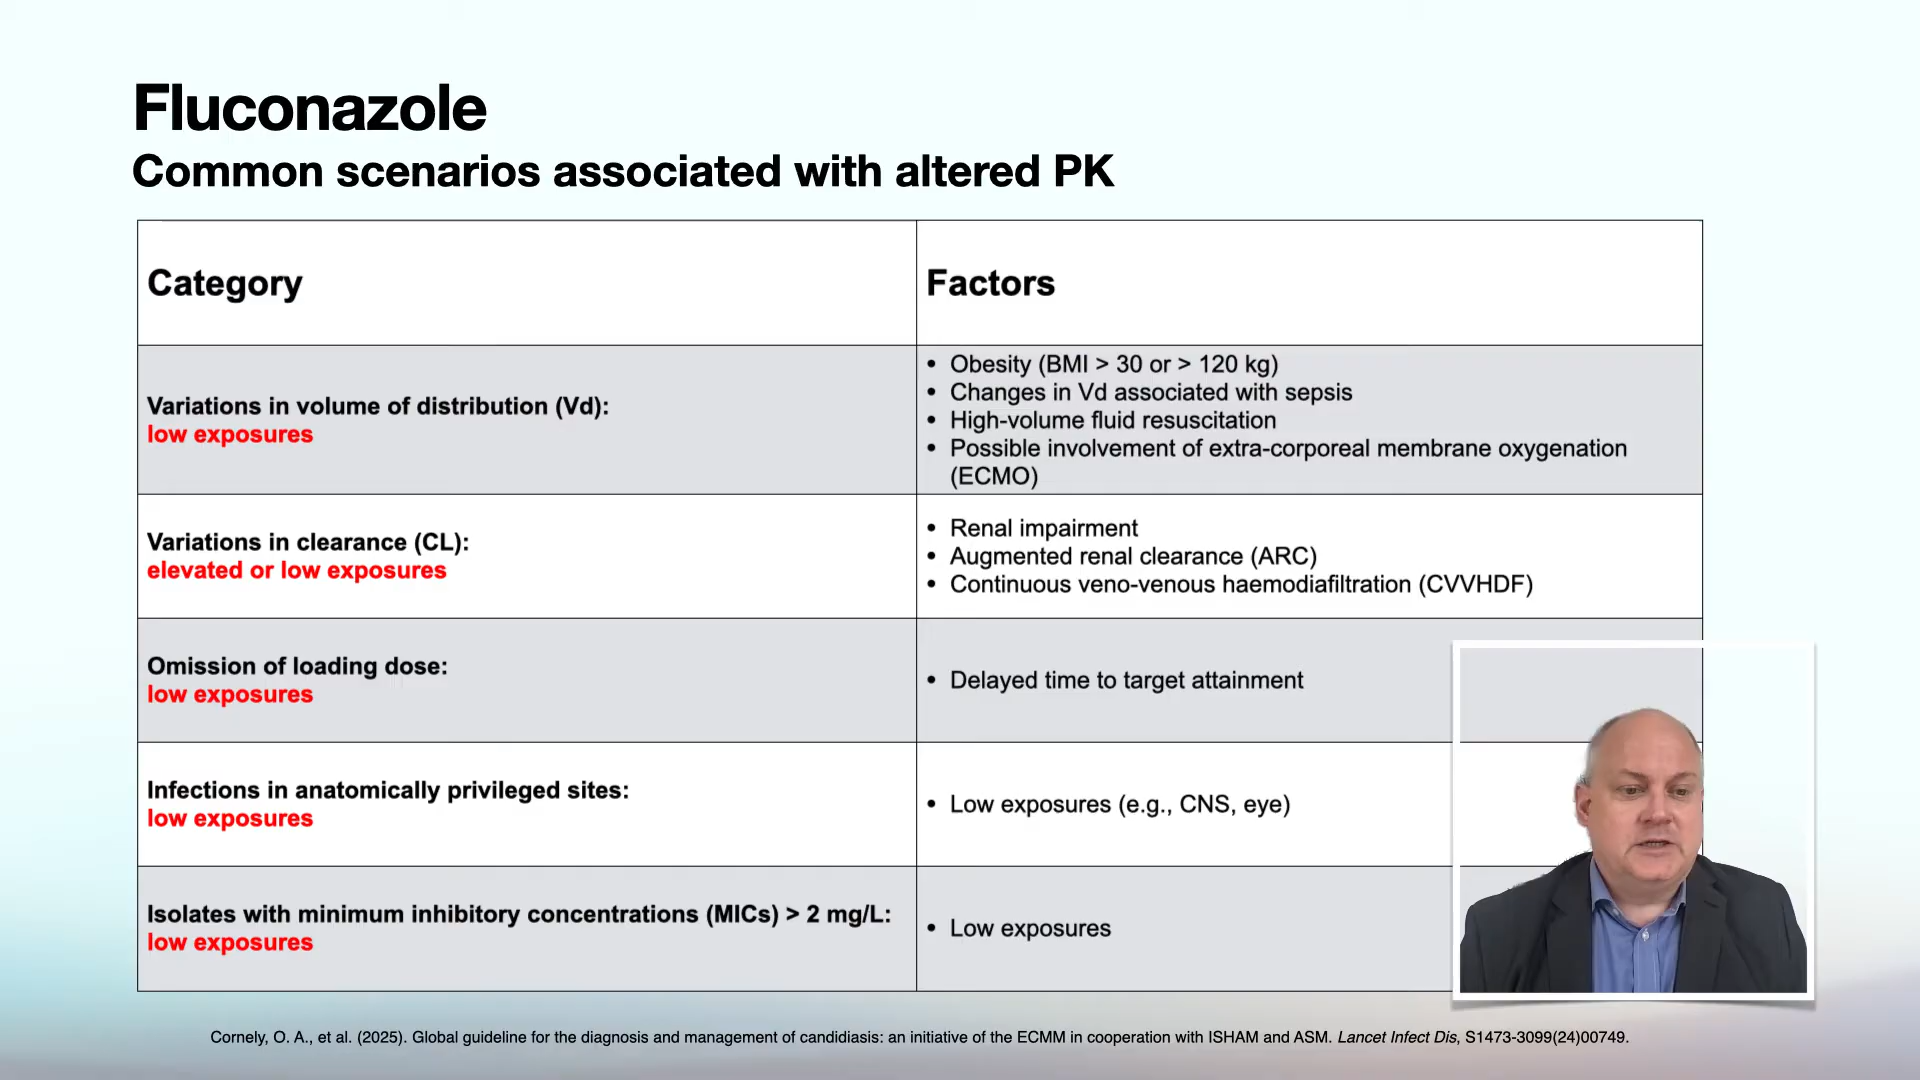 Fluconazole
Common scenarios associated with altered PK
Category
Factors
Variations in volume of distribution (Vd):
low exposures
• Obesity (BMI > 30 or > 120 kg)
• Changes in Vd associated with sepsis
• High-volume fluid resuscitation
• Possible involvement of extra-corporeal membrane oxygenation
(ECMO)
Variations in clearance (CL):
elevated or low exposures
• Renal impairment
• Augmented renal clearance (ARC)
• Continuous veno-venous haemodiafiltration (CVVHDF)
Omission of loading dose:
low exposures
• Delayed time to target attainment
Infections in anatomically privileged sites:
low exposures
• Low exposures (e.g., CNS, eye)
Isolates with minimum inhibitory concentrations (MICs) > 2 mg/L:
low exposures
• Low exposures
Cornely, O. A., et al. (2025). Global guideline for the diagnosis and management of candidiasis: an initiative of the ECMM in cooperation with ISHAM and ASM. Lancet Infect Dis, S1473-3099(24)00749.